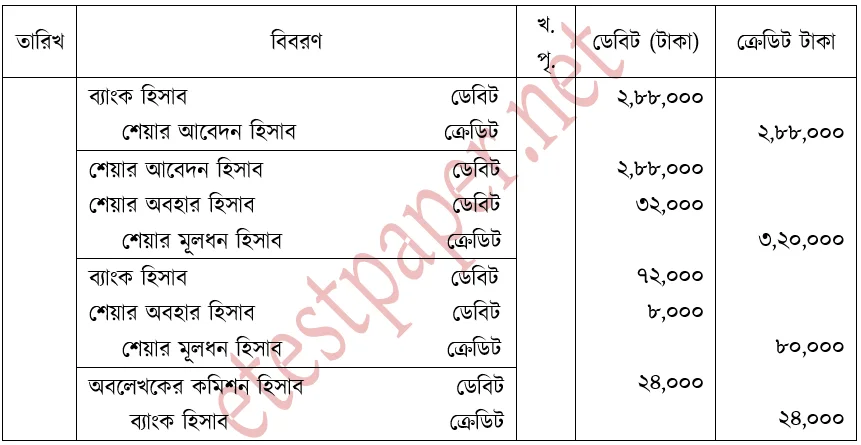 তারিখ বিবরণ খ. পৃ. ডেবিট (টাকা) ক্রেডিট টাকা
ব্যাংক হিসাব ডেবিট ২,৮৮,০০০
শেয়ার আবেদন হিসাব ক্রেডিট ২,৮৮,০০০
শেয়ার আবেদন হিসাব ডেবিট ২,৮৮,০০০
শেয়ার অবহার হিসাব ডেবিট ৩২,০০০
শেয়ার মূলধন হিসাব ক্রেডিট ৩,২০,০০০
ব্যাংক হিসাব ডেবিট ৭২,০০০
শেয়ার অবহার হিসাব ডেবিট ৮,০০০
শেয়ার মূলধন হিসাব ক্রেডিট ৮০,০০০
অবলেখকের কমিশন হিসাব ডেবিট ২৪,০০০
ব্যাংক হিসাব ক্রেডিট ২৪,০০০
etestpaper.net